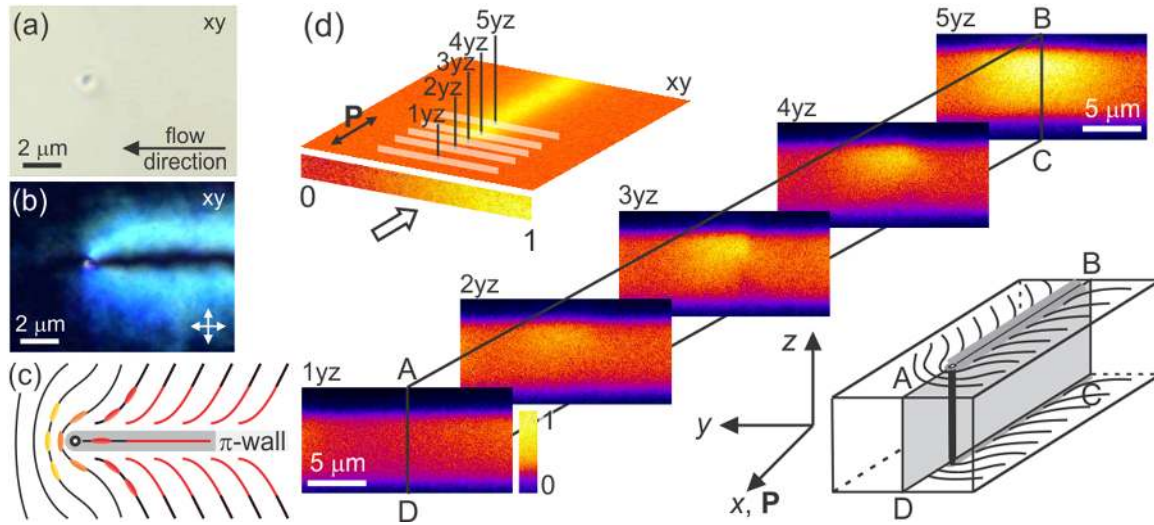 (a)
xy
2 μm
flow
direction
(b)
xy
2 μm
(c)
π-wall
(d)
5yz
4yz
3yz
2yz
1yz
xy
P
0
1
5yz
B
C
5 μm
4yz
3yz
2yz
1yz
A
D
5 μm
1
0
z
y
x, P
B
A
C
D